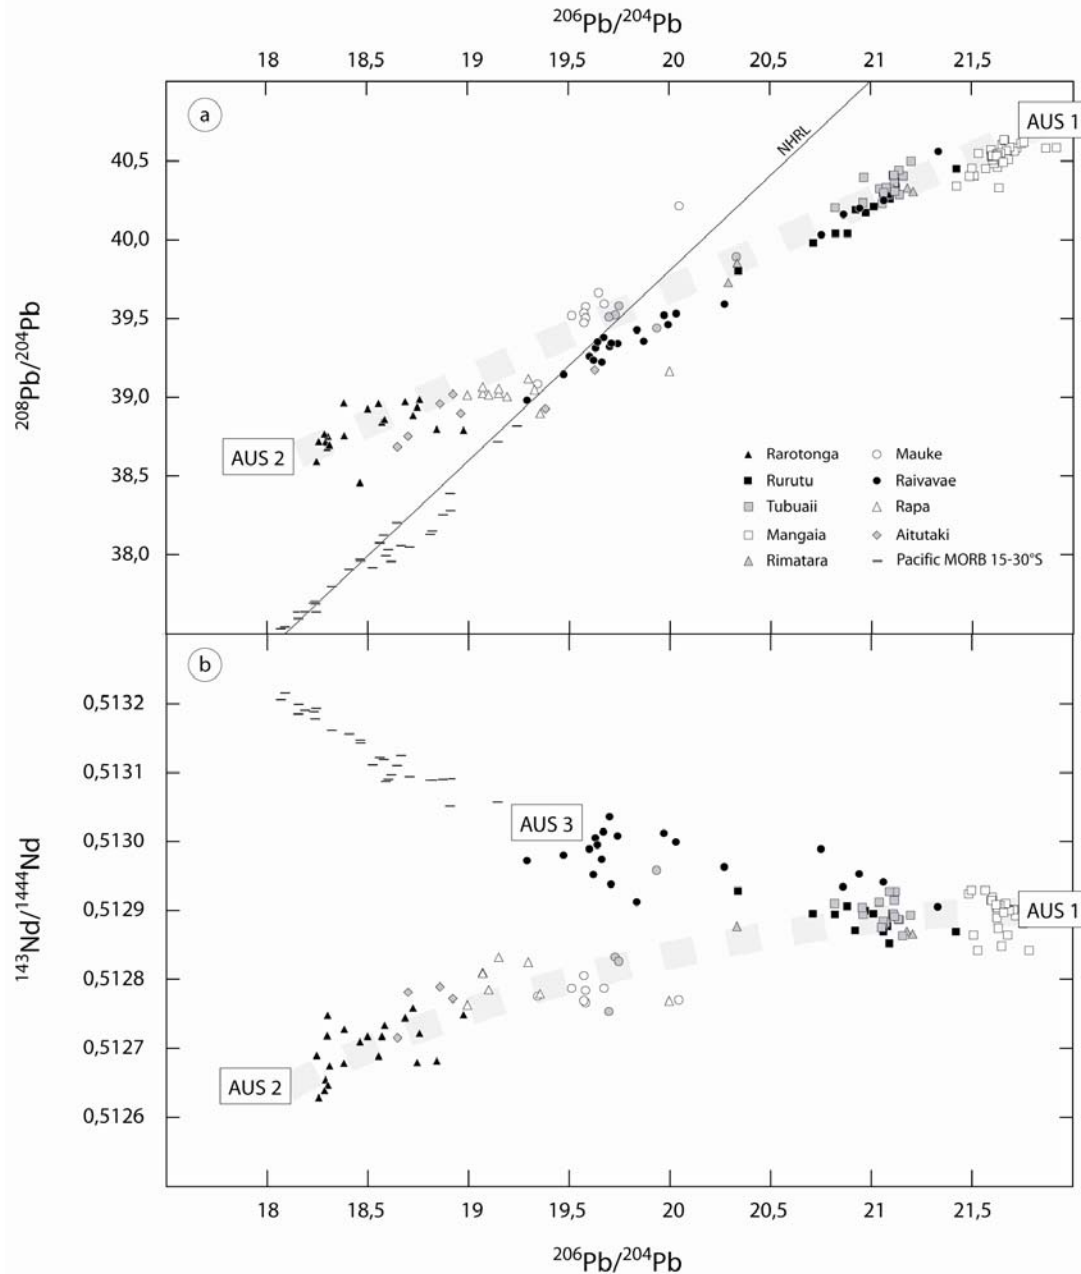 206Pb/204Pb
18 18,5 19 19,5 20 20,5 21 21,5
a
NHRL
AUS 1
AUS 2
40,5
40,0
39,5
39,0
38,5
38,0
208Pb/204Pb
Rarotonga
Rurutu
Tubuaii
Mangaia
Rimatara
Mauke
Raivavae
Rapa
Aitutaki
Pacific MORB 15-30°S
b
0,5132
0,5131
0,5130
0,5129
0,5128
0,5127
0,5126
143Nd/1444Nd
AUS 3
AUS 1
AUS 2
18 18,5 19 19,5 20 20,5 21 21,5
206Pb/204Pb